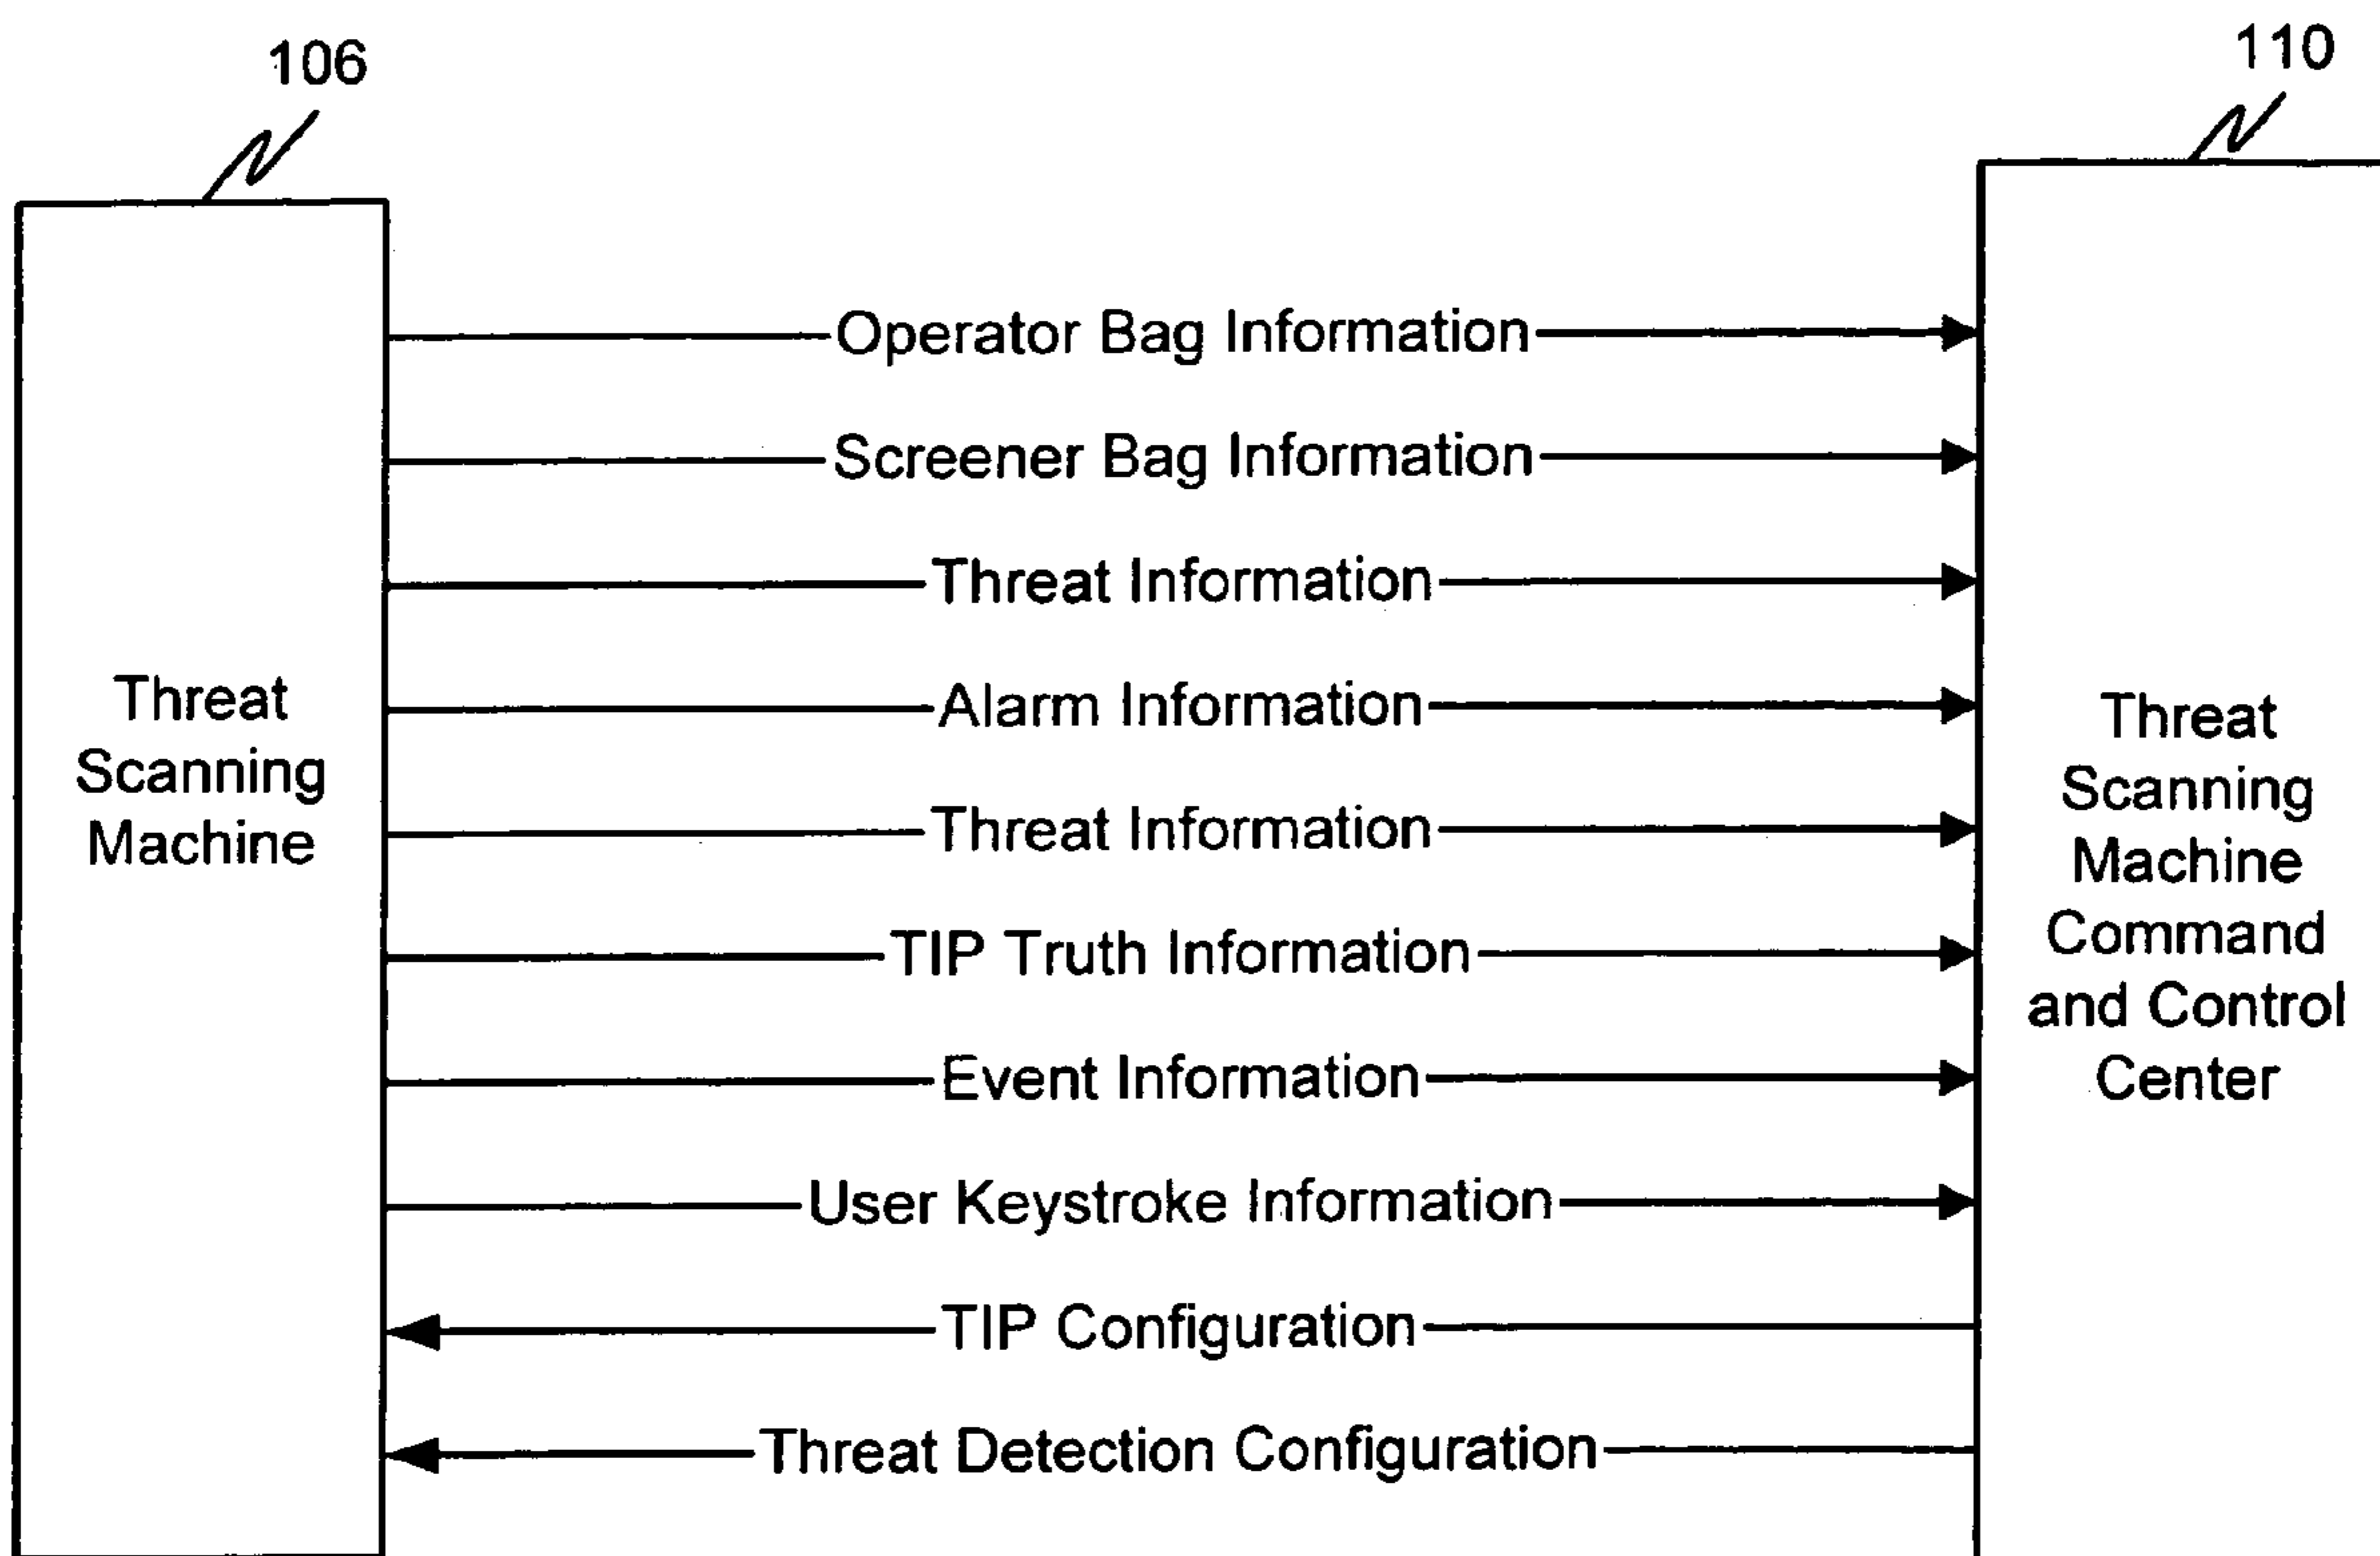 106
110
Operator Bag Information
Screener Bag Information
Threat Information
Alarm Information
Threat Information
TIP Truth Information
Event Information
User Keystroke Information
TIP Configuration
Threat Detection Configuration
Threat
Scanning
Machine
Threat
Scanning
Machine
Command
and Control
Center